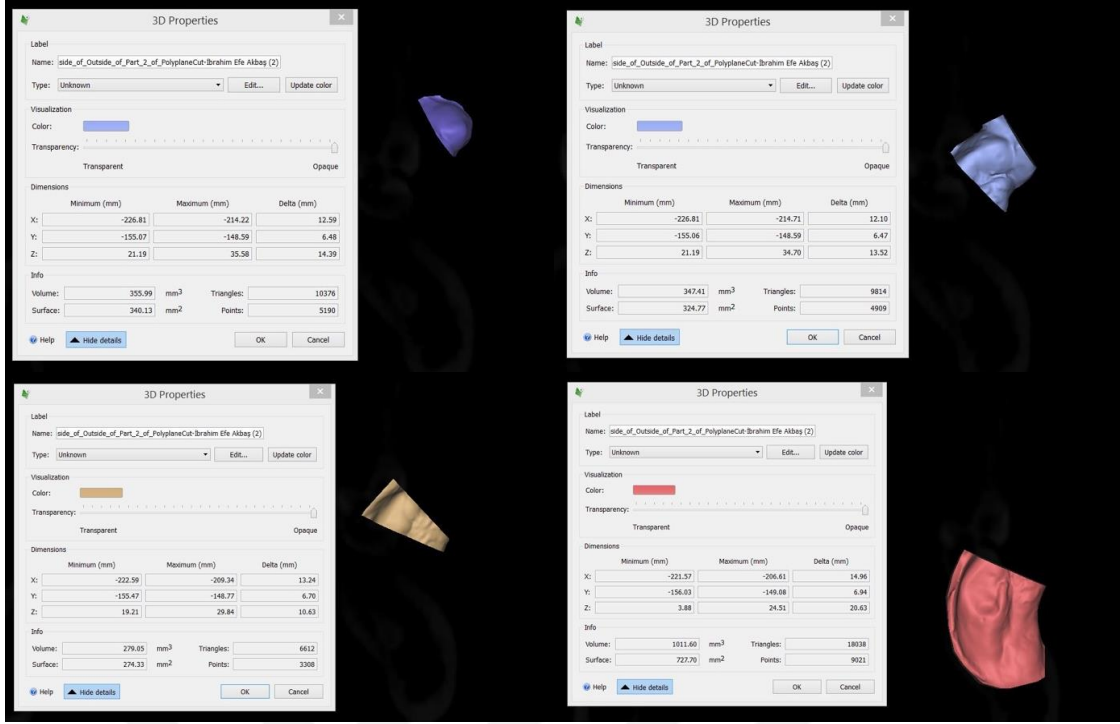 3D Properties
Label
Name: side_of_Outside_of_Part_2_of_PolyplaneCut-İbrahim Efe Akbaş (2)
Type: Unknown Edit... Update color
Visualization
Color:
Transparency:
Transparent Opaque
Dimensions
Minimum (mm) Maximum (mm) Delta (mm)
X: -226.81 -214.22 12.59
Y: -155.07 -148.59 6.48
Z: 21.19 35.58 14.39
Info
Volume: 355.99 mm3 Triangles: 10376
Surface: 340.13 mm2 Points: 5190
Help Hide details OK Cancel
3D Properties
Label
Name: side_of_Outside_of_Part_2_of_PolyplaneCut-İbrahim Efe Akbaş (2)
Type: Unknown Edit... Update color
Visualization
Color:
Transparency:
Transparent Opaque
Dimensions
Minimum (mm) Maximum (mm) Delta (mm)
X: -226.81 -214.71 12.10
Y: -155.06 -148.59 6.47
Z: 21.19 34.70 13.52
Info
Volume: 347.41 mm3 Triangles: 9814
Surface: 324.77 mm2 Points: 4909
Help Hide details OK Cancel
3D Properties
Label
Name: side_of_Outside_of_Part_2_of_PolyplaneCut-İbrahim Efe Akbaş (2)
Type: Unknown Edit... Update color
Visualization
Color:
Transparency:
Transparent Opaque
Dimensions
Minimum (mm) Maximum (mm) Delta (mm)
X: -222.59 -209.34 13.24
Y: -155.47 -148.77 6.70
Z: 19.21 29.84 10.63
Info
Volume: 279.05 mm3 Triangles: 6612
Surface: 274.33 mm2 Points: 3308
Help Hide details OK Cancel
3D Properties
Label
Name: side_of_Outside_of_Part_2_of_PolyplaneCut-İbrahim Efe Akbaş (2)
Type: Unknown Edit... Update color
Visualization
Color:
Transparency:
Transparent Opaque
Dimensions
Minimum (mm) Maximum (mm) Delta (mm)
X: -221.57 -206.61 14.96
Y: -156.03 -149.08 6.94
Z: 3.88 24.51 20.63
Info
Volume: 1011.60 mm3 Triangles: 18038
Surface: 727.70 mm2 Points: 9021
Help Hide details OK Cancel